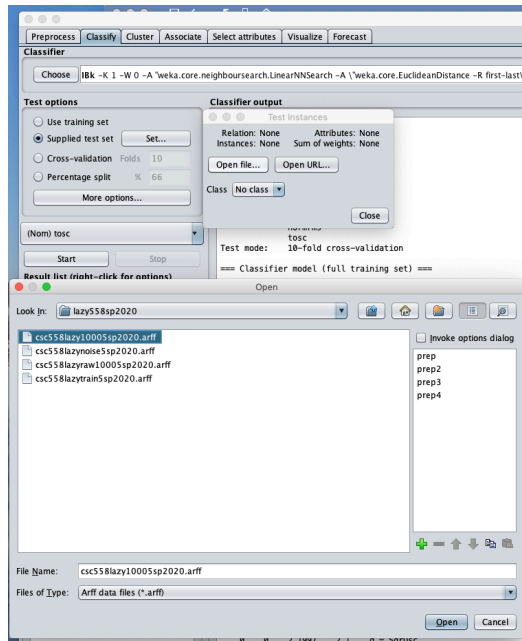 Preprocess Classify Cluster Associate Select attributes Visualize Forecast
Classifier
Choose IBk -K 1 -W 0 -A "weka.core.neighboursearch.LinearNNSearch -A \"weka.core.EuclideanDistance -R first-last\
Test options
Classifier output
Use training set
Supplied test set Set...
Cross-validation Folds 10
Percentage split % 66
More options...
(Nom) tosc
Start Stop
Result list (right-click for options)
Test Instances
Relation: None Attributes: None
Instances: None Sum of weights: None
Open file... Open URL...
Class No class
Close
tosc
Test mode: 10-fold cross-validation
=== Classifier model (full training set) ===
Open
Look In: lazy558sp2020
csc558lazy10005sp2020.arff
csc558lazynoise5sp2020.arff
csc558lazyraw10005sp2020.arff
csc558lazytrain5sp2020.arff
Invoke options dialog
prep
prep2
prep3
prep4
File Name: csc558lazy10005sp2020.arff
Files of Type: Arff data files (*.arff)
Open Cancel